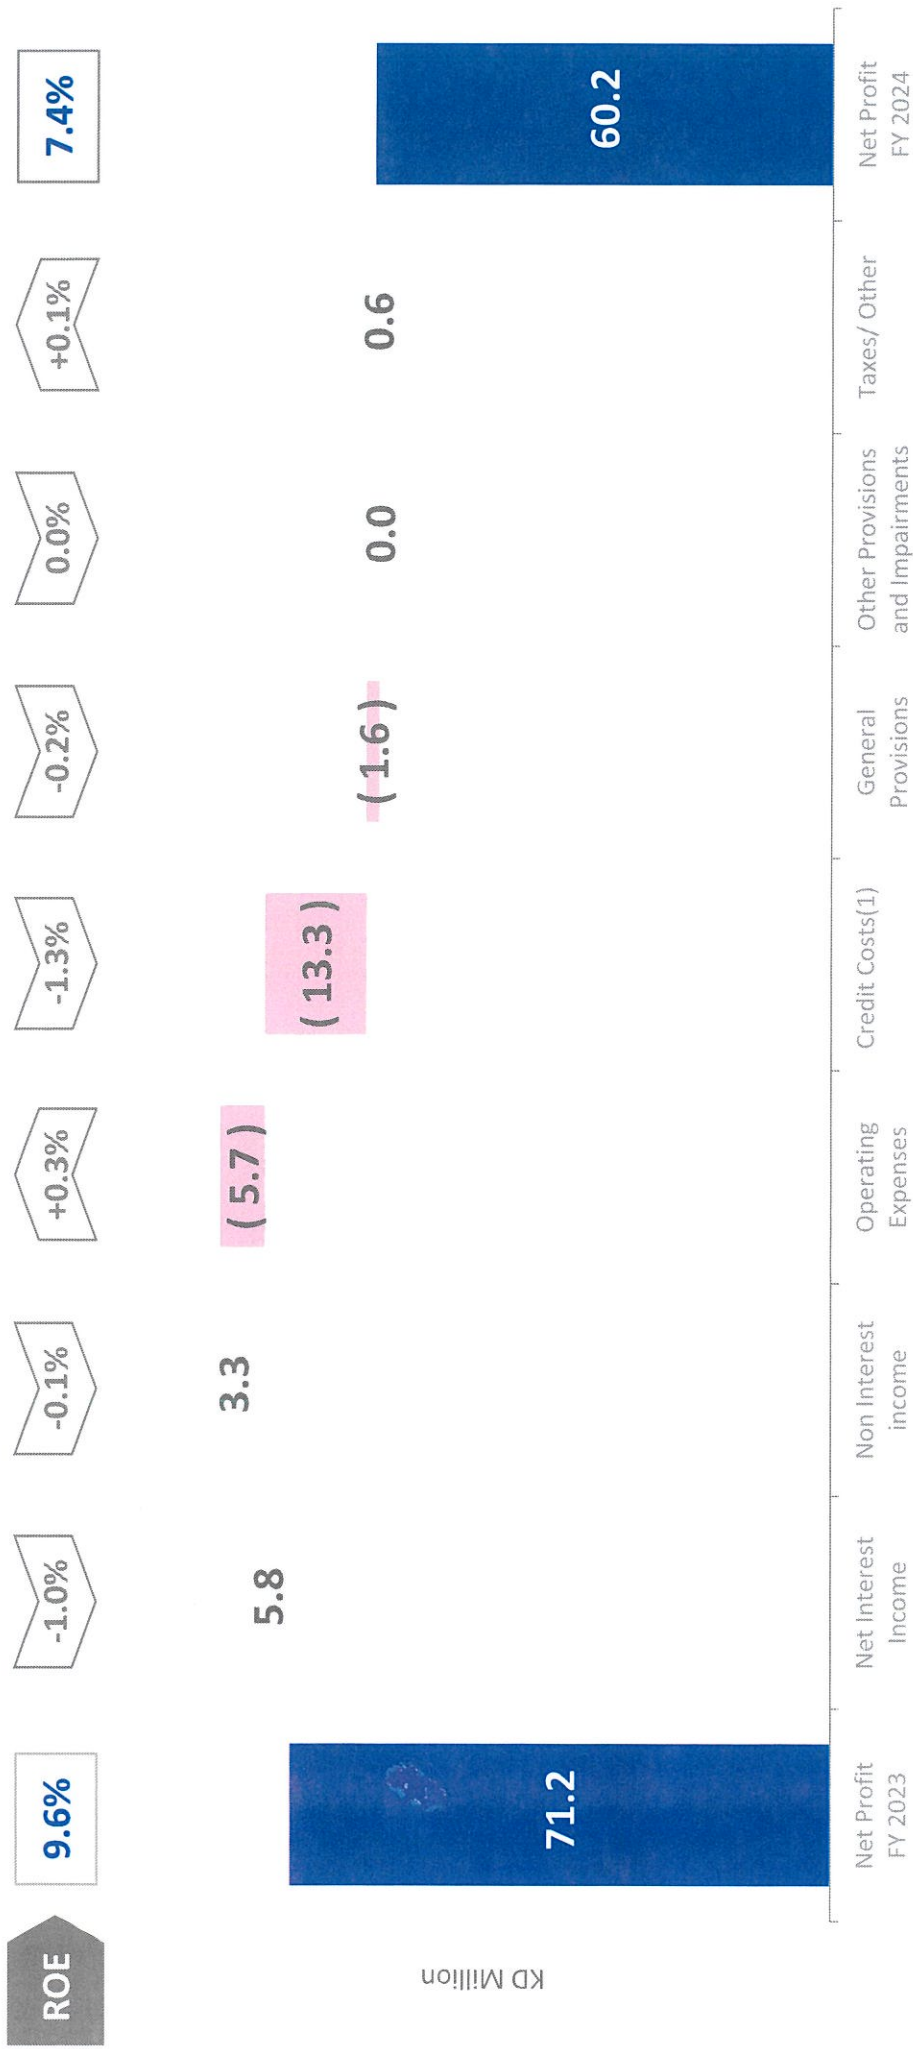 ROE
9.6%
-1.0%
-0.1%
+0.3%
-1.3%
-0.2%
0.0%
+0.1%
7.4%
KD Million
71.2
5.8
3.3
( 5.7 )
( 13.3 )
( 1.6 )
0.0
0.6
60.2
Net Profit
FY 2023
Net Interest
Income
Non Interest
income
Operating
Expenses
Credit Costs(1)
General
Provisions
Other Provisions
and Impairments
Taxes/ Other
Net Profit
FY 2024